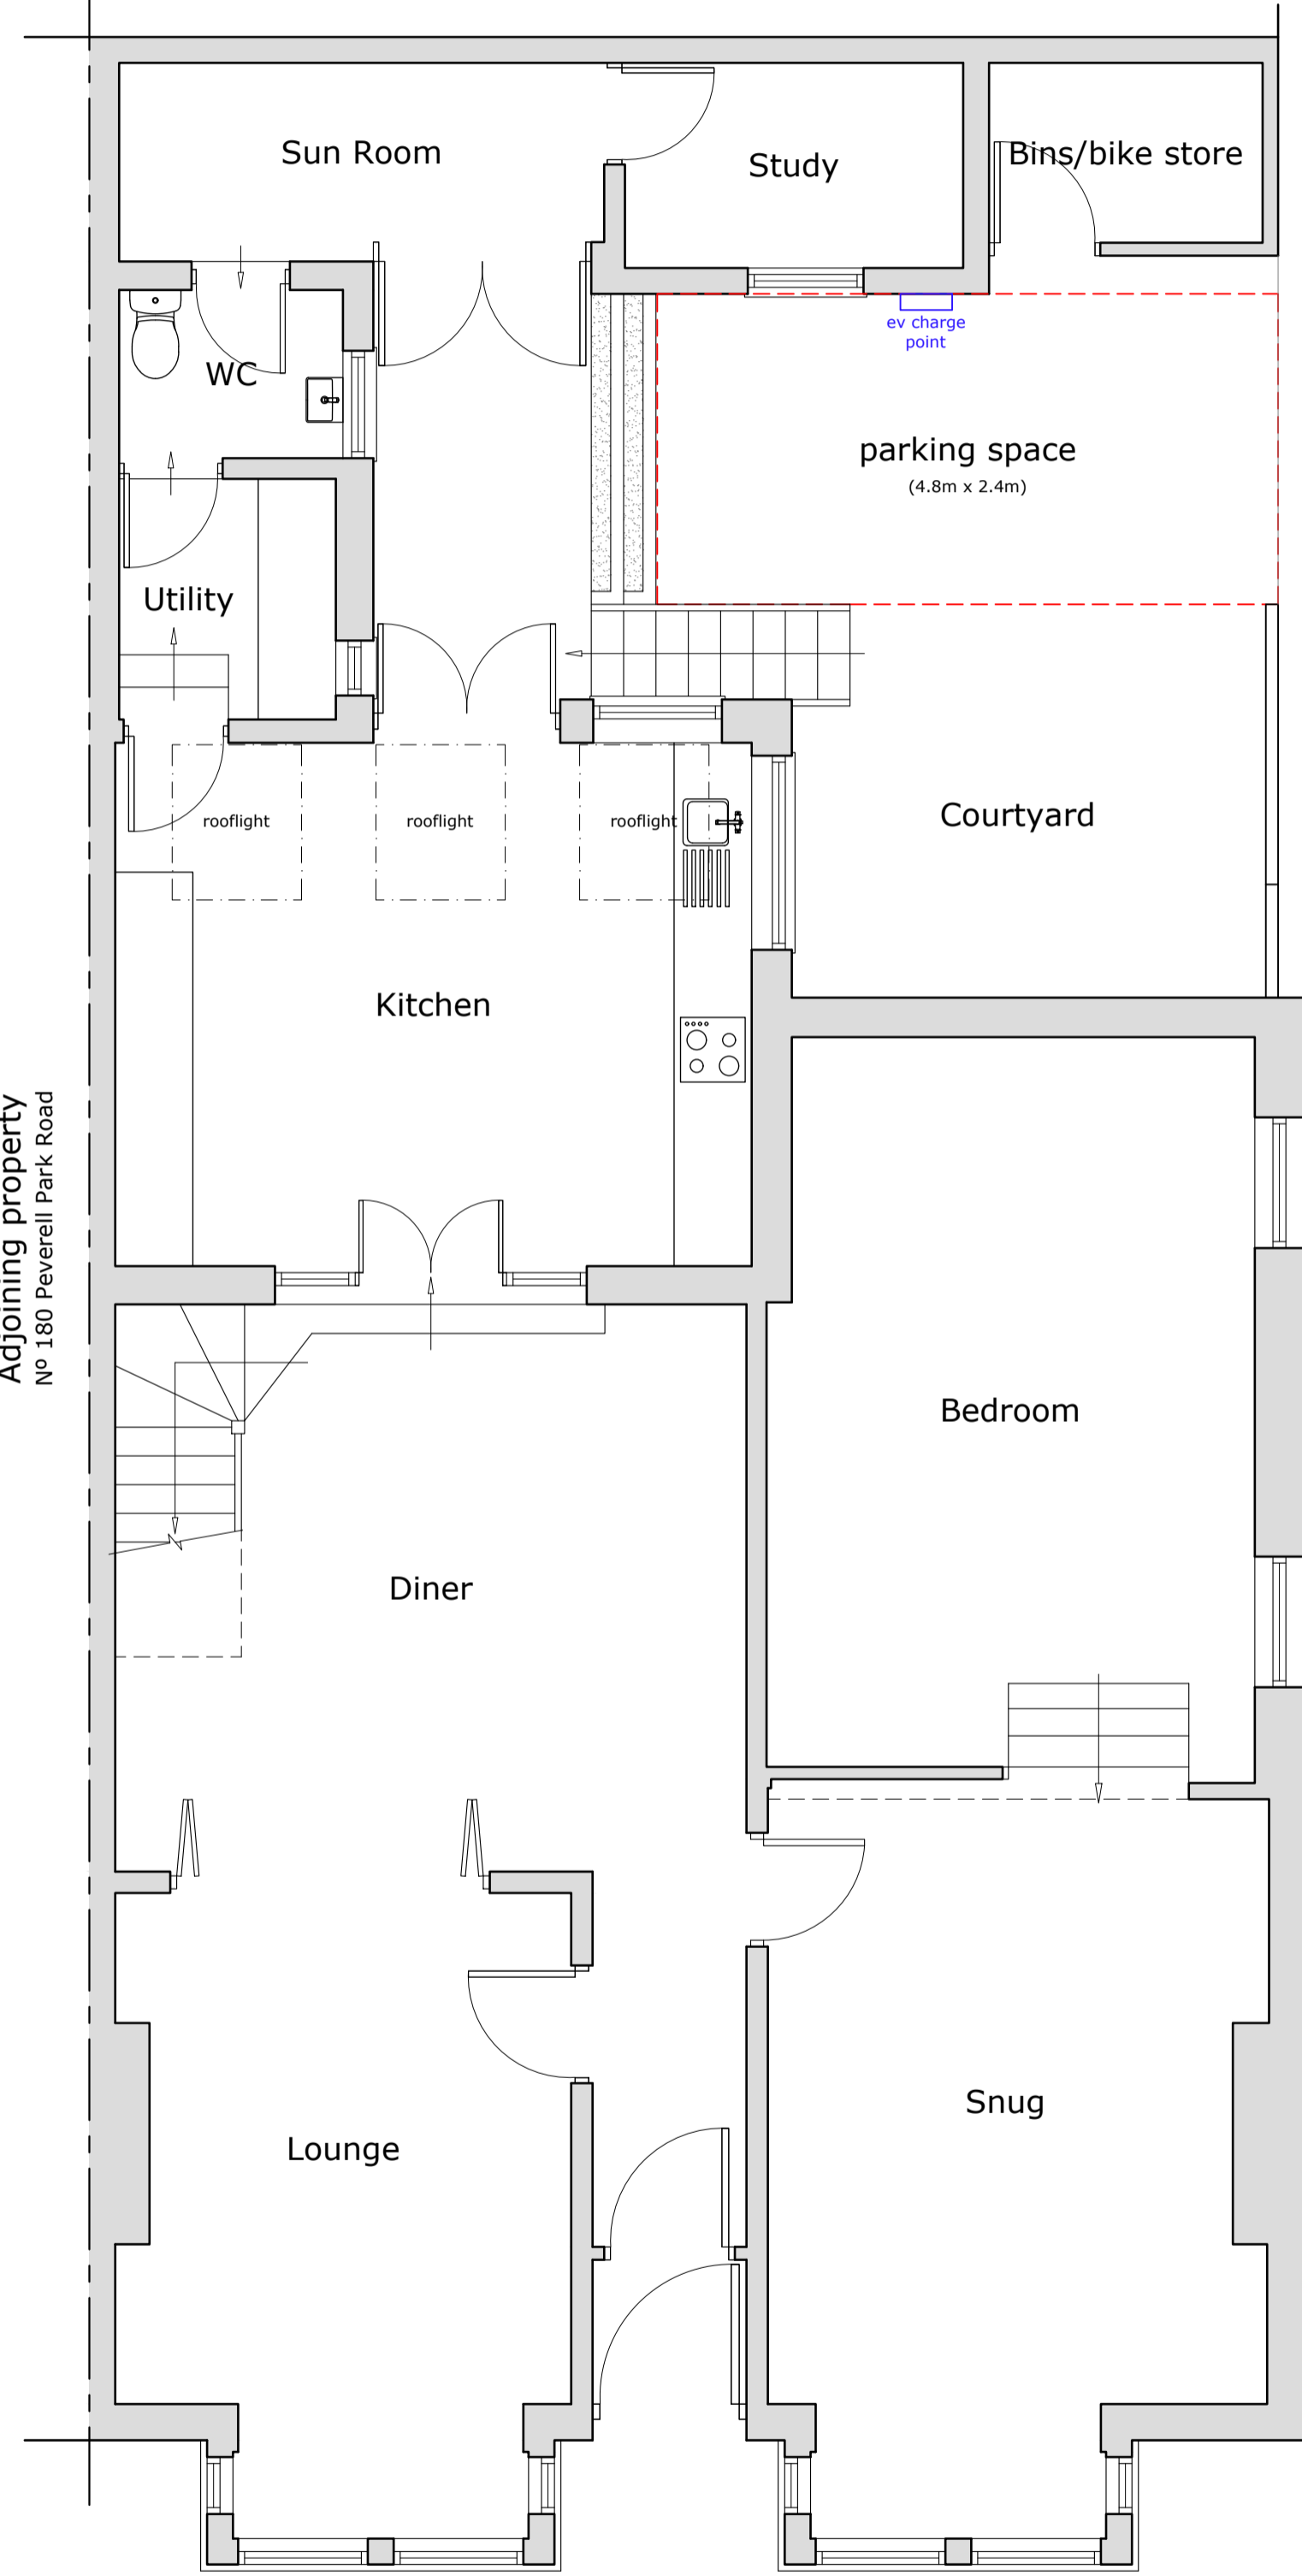 Sun Room
Study
Bins/bike store
ev charge
point
WC
parking space
(4.8m x 2.4m)
Utility
rooflight
rooflight
rooflight
Courtyard
Kitchen
Adjoining property
Nº 180 Peverell Park Road
Bedroom
Diner
Snug
Lounge